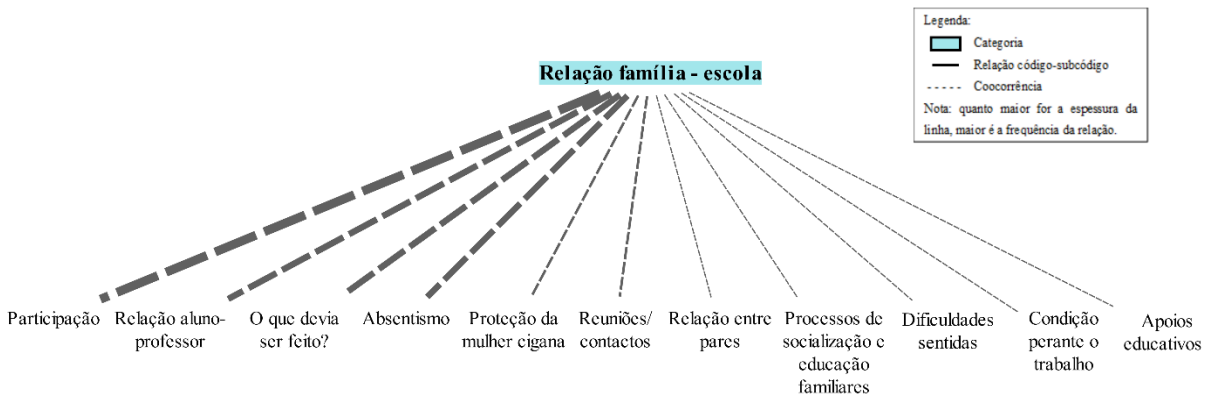 Legenda:
Categoria
Relação código-subcódigo
Coocorrência
Nota: quanto maior for a espessura da
linha, maior é a frequência da relação.
Relação família - escola
Participação
Relação aluno-
professor
O que devia
ser feito?
Absentismo
Proteção da
mulher cigana
Reuniões/
contactos
Relação entre
pares
Processos de
socialização e
educação
familiares
Dificuldades
sentidas
Condição
perante o
trabalho
Apoios
educativos